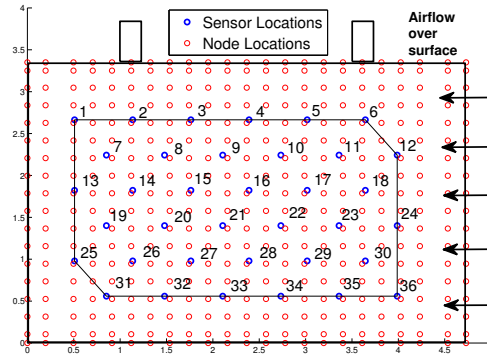 4
Sensor Locations
Node Locations
Airflow
over
surface
3.5
3
1 2 3 4 5 6
2.5
7 8 9 10 11 12
2
13 14 15 16 17 18
1.5
19 20 21 22 23 24
1
25 26 27 28 29 30
0.5
31 32 33 34 35 36
0
0 0.5 1 1.5 2 2.5 3 3.5 4 4.5